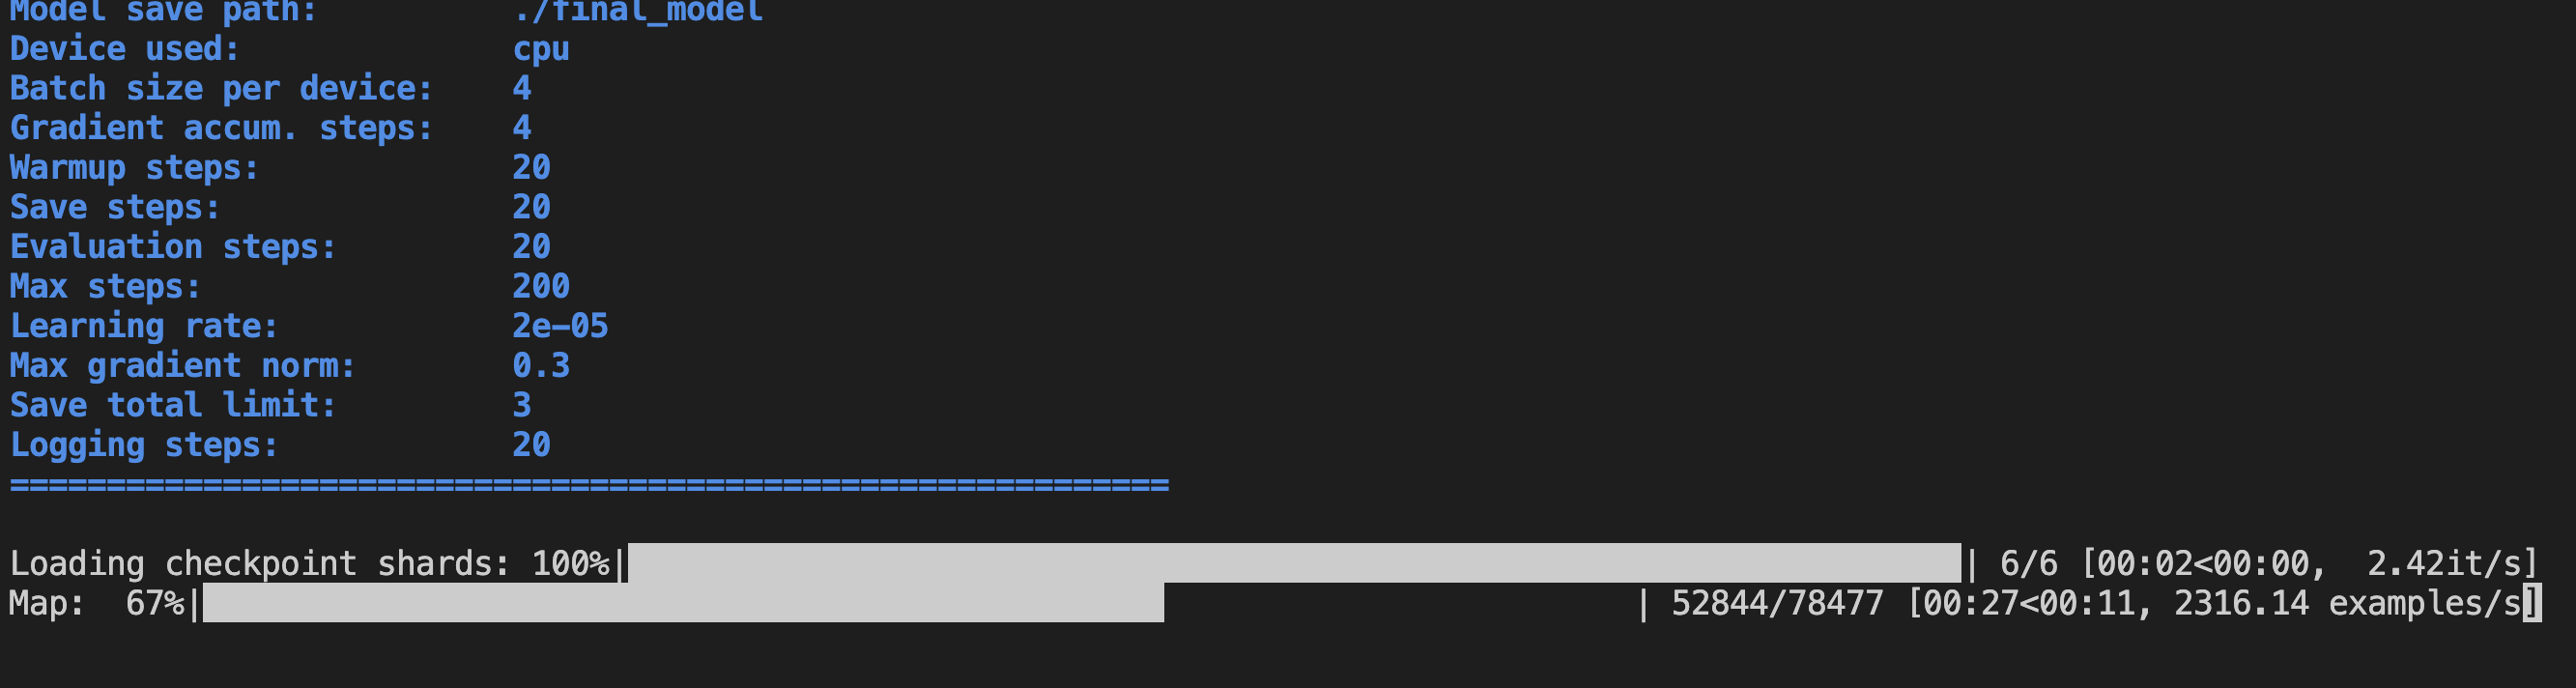 Model save path: ./final_model
Device used: cpu
Batch size per device: 4
Gradient accum. steps: 4
Warmup steps: 20
Save steps: 20
Evaluation steps: 20
Max steps: 200
Learning rate: 2e-05
Max gradient norm: 0.3
Save total limit: 3
Logging steps: 20
============================================================
Loading checkpoint shards: 100%| | 6/6 [00:02<00:00, 2.42it/s]
Map: 67%| | 52844/78477 [00:27<00:11, 2316.14 examples/s]